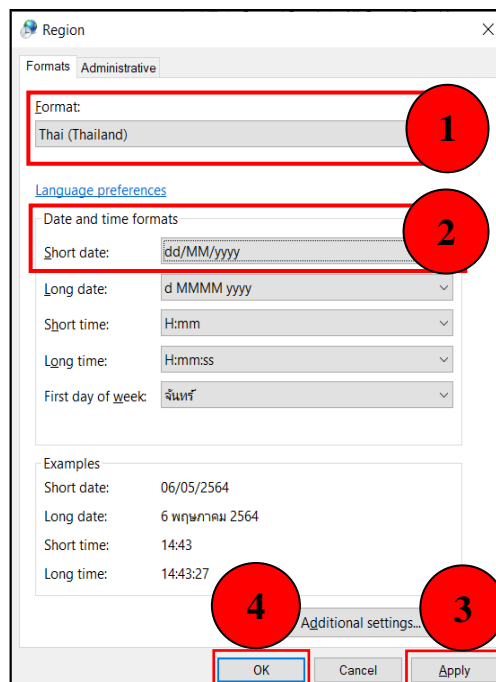 Region
Formats Administrative
Format:
Thai (Thailand)
1
Language preferences
Date and time formats
2
Short date: dd/MM/yyyy
Long date: d MMMM yyyy
Short time: H:mm
Long time: H:mm:ss
First day of week: จันทร์
Examples
Short date: 06/05/2564
Long date: 6 พฤษภาคม 2564
Short time: 14:43
Long time: 14:43:27
4
3
Additional settings...
OK Cancel Apply